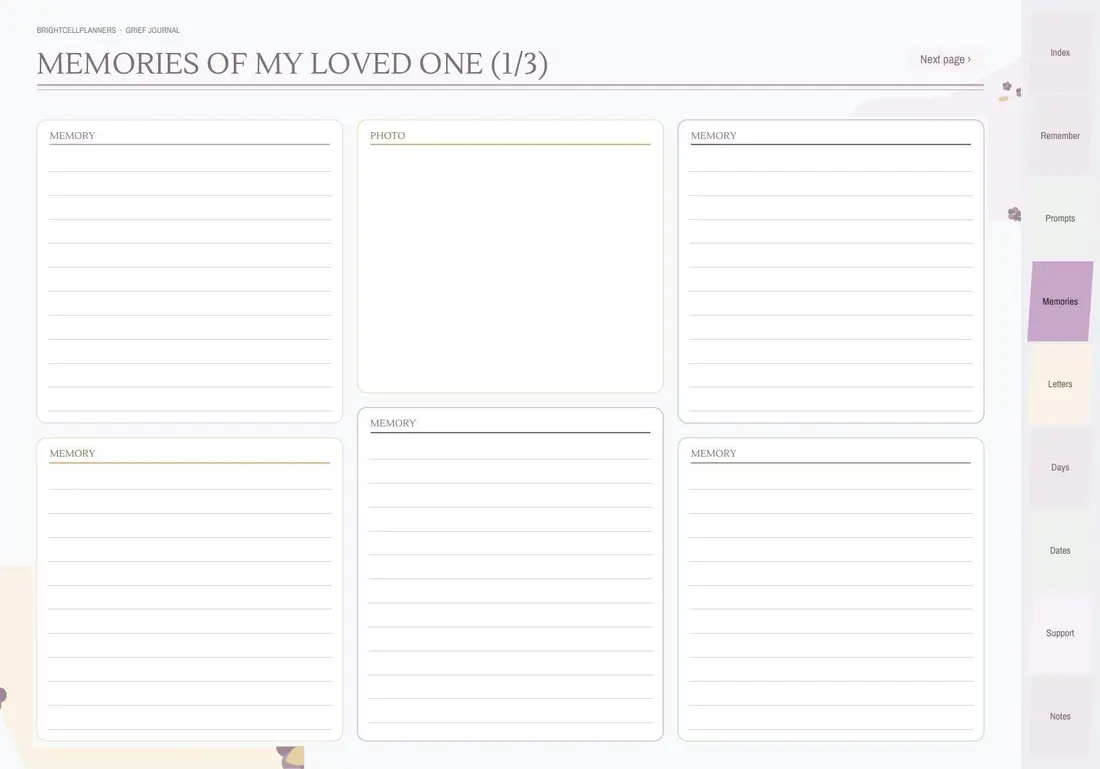 BRIGHTCELLPLANNERS · GRIEF JOURNAL
MEMORIES OF MY LOVED ONE (1/3)
Next page ›
MEMORY
PHOTO
MEMORY
MEMORY
MEMORY
MEMORY
Index
Remember
Prompts
Memories
Letters
Days
Dates
Support
Notes